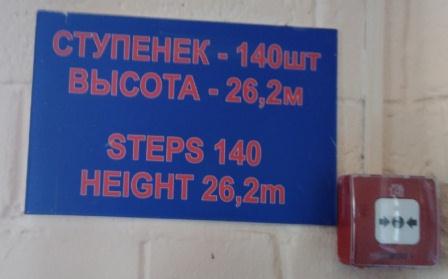 СТУПЕНЕК - 140шт
ВЫСОТА - 26,2м
STEPS 140
HEIGHT 26,2m